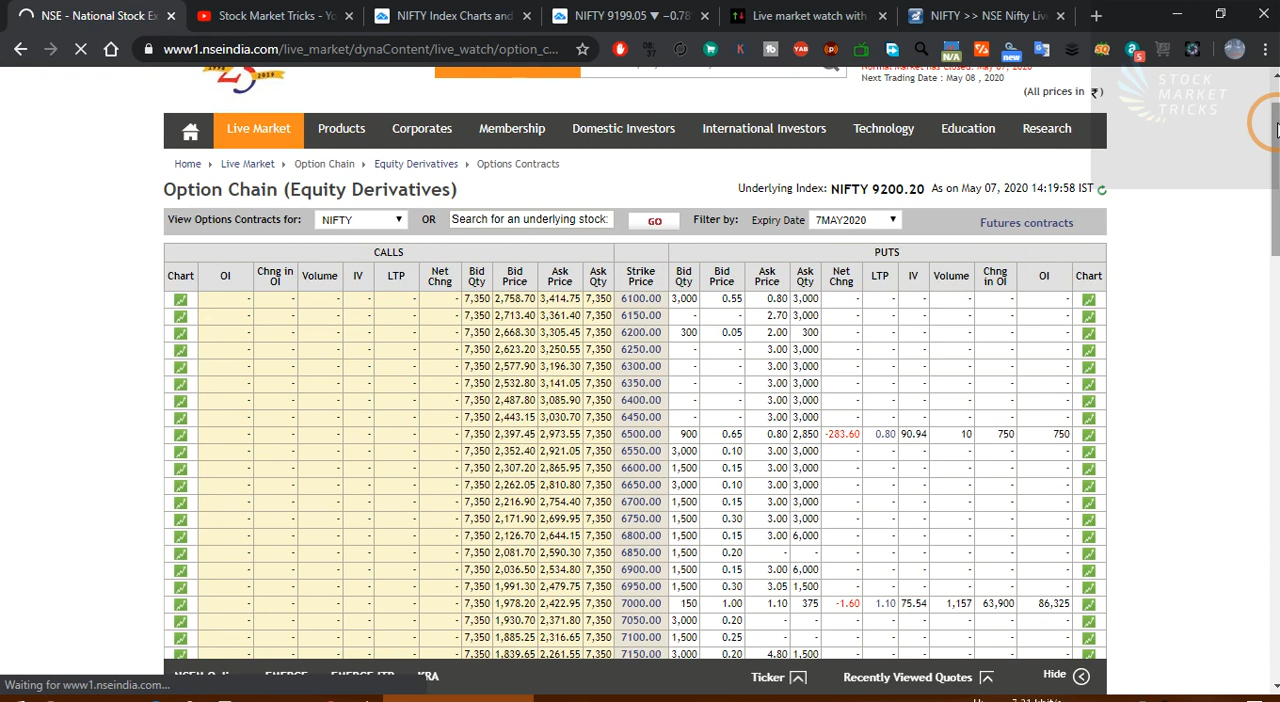 NSE - National Stock Ex
Stock Market Tricks - Yo
NIFTY Index Charts and
NIFTY 9199.05 ▼ −0.78
Live market watch with
NIFTY >> NSE Nifty Liv
www1.nseindia.com/live_market/dynaContent/live_watch/option_c...
Next Trading Date : May 08 , 2020
(All prices in ₹)
STOCK
MARKET
TRICKS
Live Market Products Corporates Membership Domestic Investors International Investors Technology Education Research
Home Live Market Option Chain Equity Derivatives Options Contracts
Option Chain (Equity Derivatives)
Underlying Index: NIFTY 9200.20 As on May 07, 2020 14:19:58 IST
View Options Contracts for: NIFTY OR Search for an underlying stock: GO Filter by: Expiry Date 7MAY2020 Futures contracts
CALLS PUTS
Chart OI Chng in OI Volume IV LTP Net Chng Bid Qty Bid Price Ask Price Ask Qty Strike Price Bid Qty Bid Price Ask Price Ask Qty Net Chng LTP IV Volume Chng in OI OI Chart
- - - - - - 7,350 2,758.70 3,414.75 7,350 6100.00 3,000 0.55 0.80 3,000 - - - - - -
- - - - - - 7,350 2,713.40 3,361.40 7,350 6150.00 - - 2.70 3,000 - - - - - -
- - - - - - 7,350 2,668.30 3,305.45 7,350 6200.00 300 0.05 2.00 300 - - - - - -
- - - - - - 7,350 2,623.20 3,250.55 7,350 6250.00 - - 3.00 3,000 - - - - - -
- - - - - - 7,350 2,577.90 3,196.30 7,350 6300.00 - - 3.00 3,000 - - - - - -
- - - - - - 7,350 2,532.80 3,141.05 7,350 6350.00 - - 3.00 3,000 - - - - - -
- - - - - - 7,350 2,487.80 3,085.90 7,350 6400.00 - - 3.00 3,000 - - - - - -
- - - - - - 7,350 2,443.15 3,030.70 7,350 6450.00 - - 3.00 3,000 - - - - - -
- - - - - - 7,350 2,397.45 2,973.55 7,350 6500.00 900 0.65 0.80 2,850 -283.60 0.80 90.94 10 750 750
- - - - - - 7,350 2,352.40 2,921.05 7,350 6550.00 3,000 0.10 3.00 3,000 - - - - - -
- - - - - - 7,350 2,307.20 2,865.95 7,350 6600.00 1,500 0.15 3.00 3,000 - - - - - -
- - - - - - 7,350 2,262.05 2,810.80 7,350 6650.00 3,000 0.10 3.00 3,000 - - - - - -
- - - - - - 7,350 2,216.90 2,754.40 7,350 6700.00 1,500 0.15 3.00 3,000 - - - - - -
- - - - - - 7,350 2,171.90 2,699.95 7,350 6750.00 1,500 0.30 3.00 3,000 - - - - - -
- - - - - - 7,350 2,126.70 2,644.15 7,350 6800.00 1,500 0.15 3.00 6,000 - - - - - -
- - - - - - 7,350 2,081.70 2,590.30 7,350 6850.00 1,500 0.20 - - - - - - - -
- - - - - - 7,350 2,036.50 2,534.80 7,350 6900.00 1,500 0.15 3.00 6,000 - - - - - -
- - - - - - 7,350 1,991.30 2,479.75 7,350 6950.00 1,500 0.30 3.05 1,500 - - - - - -
- - - - - - 7,350 1,978.20 2,422.95 7,350 7000.00 150 1.00 1.10 375 -1.60 1.10 75.54 1,157 63,900 86,325
- - - - - - 7,350 1,930.70 2,371.80 7,350 7050.00 3,000 0.20 - - - - - - - -
- - - - - - 7,350 1,885.25 2,316.65 7,350 7100.00 1,500 0.25 - - - - - - - -
- - - - - - 7,350 1,839.65 2,261.55 7,350 7150.00 3,000 0.20 4.80 1,500 - - - - - -
KRA Ticker Recently Viewed Quotes Hide
Waiting for www1.nseindia.com...